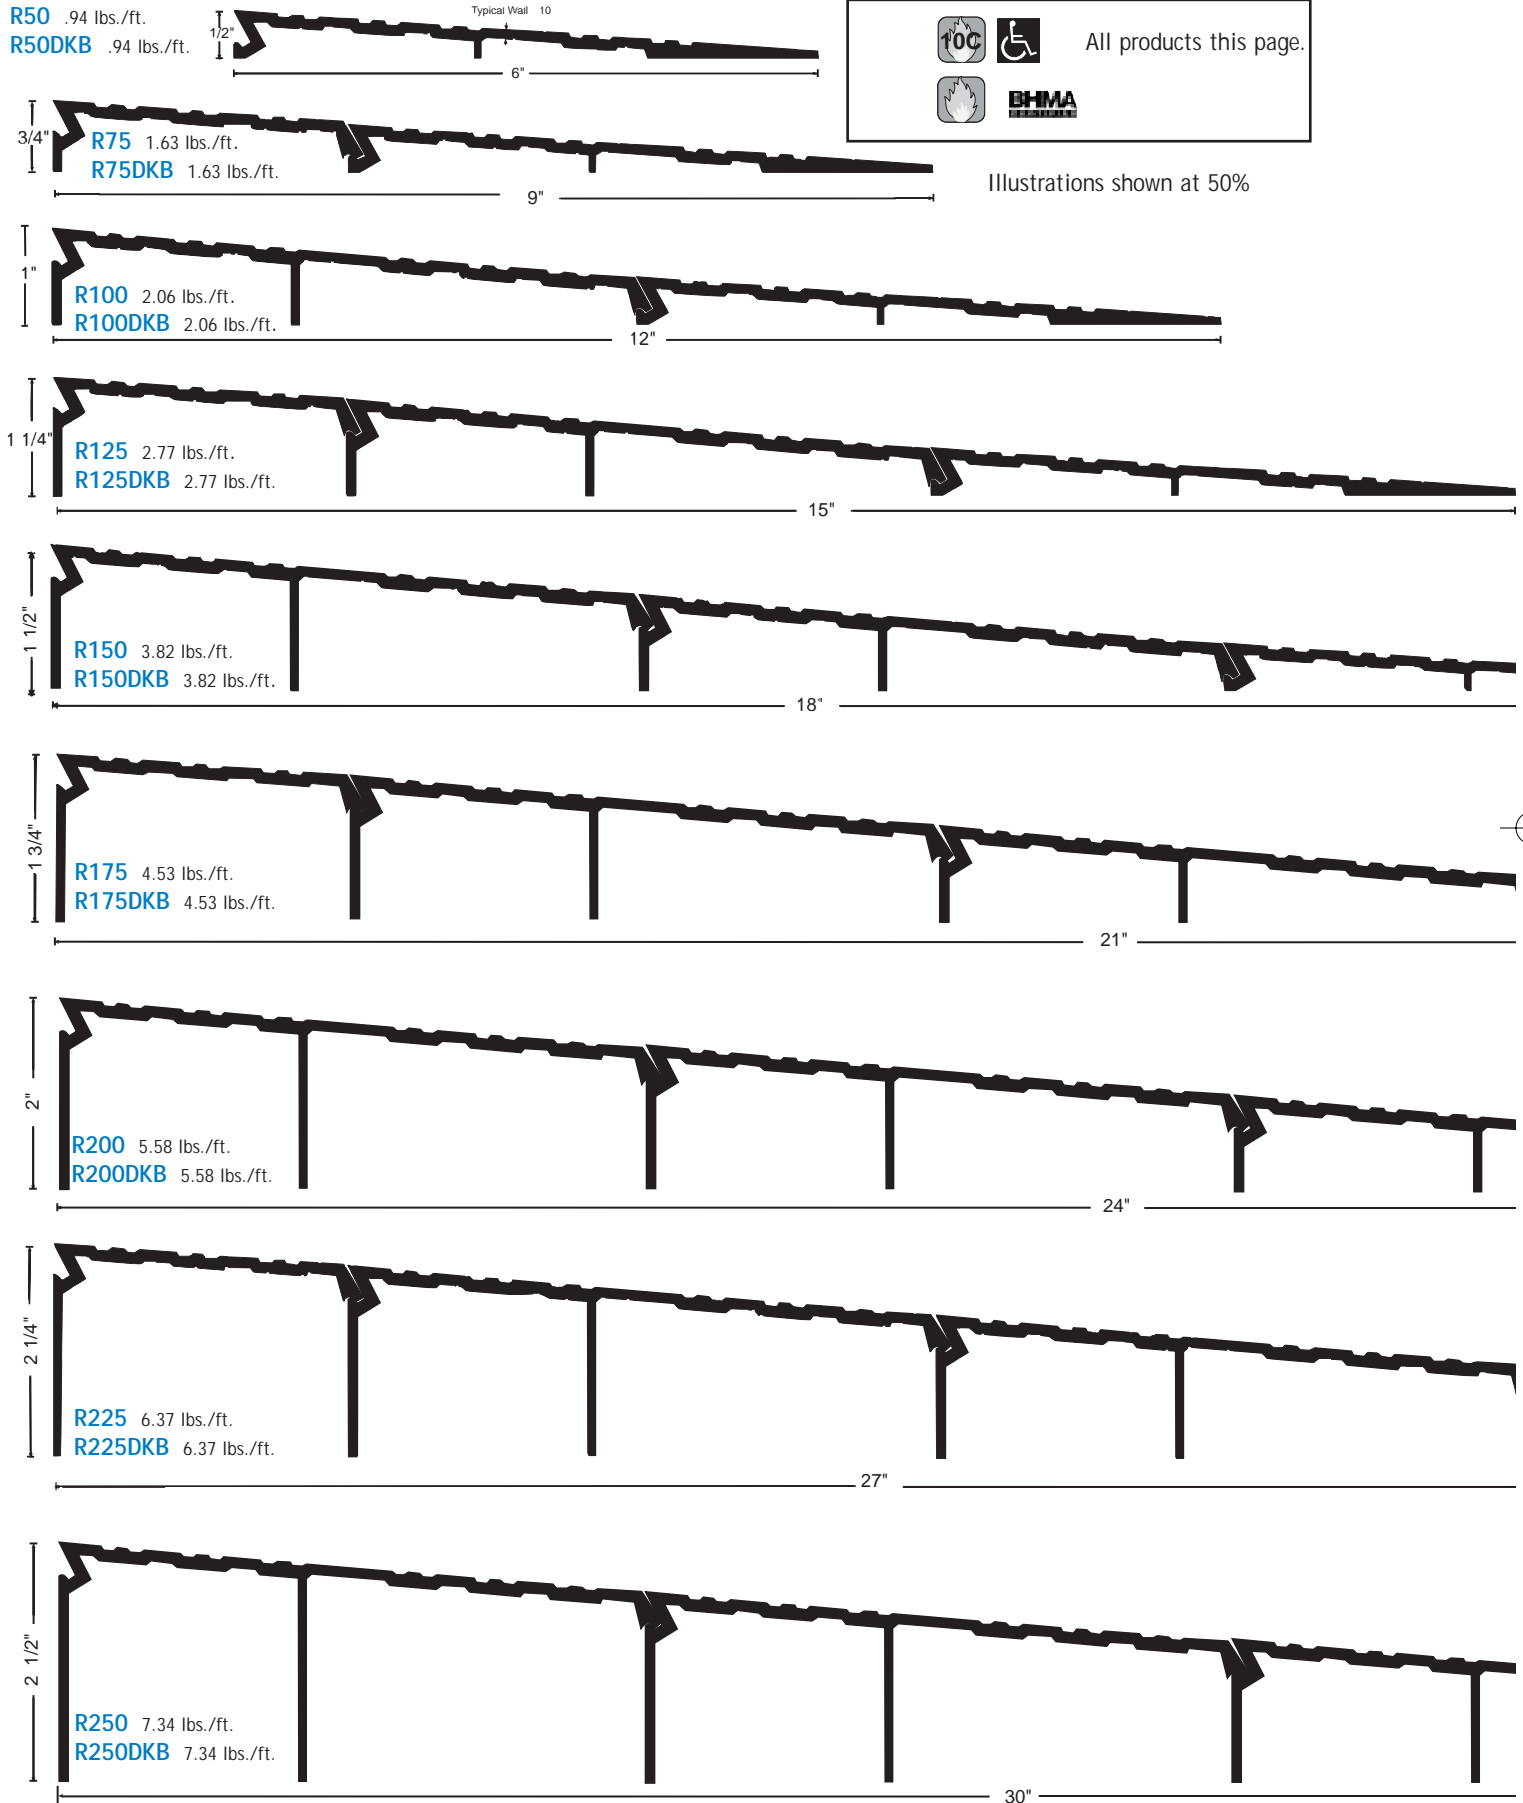 R50 .94 lbs./ft.
R50DKB .94 lbs./ft.
1/2"
Typical Wall 10
6"
10C
All products this page.
BHMA
Illustrations shown at 50%
3/4"
R75 1.63 lbs./ft.
R75DKB 1.63 lbs./ft.
9"
1"
R100 2.06 lbs./ft.
R100DKB 2.06 lbs./ft.
12"
1 1/4"
R125 2.77 lbs./ft.
R125DKB 2.77 lbs./ft.
15"
1 1/2"
R150 3.82 lbs./ft.
R150DKB 3.82 lbs./ft.
18"
1 3/4"
R175 4.53 lbs./ft.
R175DKB 4.53 lbs./ft.
21"
2"
R200 5.58 lbs./ft.
R200DKB 5.58 lbs./ft.
24"
2 1/4"
R225 6.37 lbs./ft.
R225DKB 6.37 lbs./ft.
27"
2 1/2"
R250 7.34 lbs./ft.
R250DKB 7.34 lbs./ft.
30"